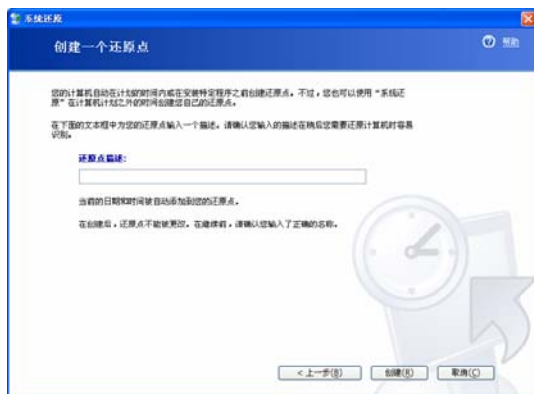 系统还原
创建一个还原点
帮助
您的计算机自动在计划的时间内或在安装特定程序之前创建还原点。不过，您也可以使用“系统还
原”在计算机计划之外的时间创建您自己的还原点。
在下面的文本框中为您的还原点输入一个描述。请确认您输入的描述在稍后您需要还原计算机时容易
识别。
还原点描述:
当前的日期和时间被自动添加到您的还原点。
在创建后，还原点不能被更改。在继续前，请确认您输入了正确的名称。
< 上一步(B)
创建(R)
取消(C)